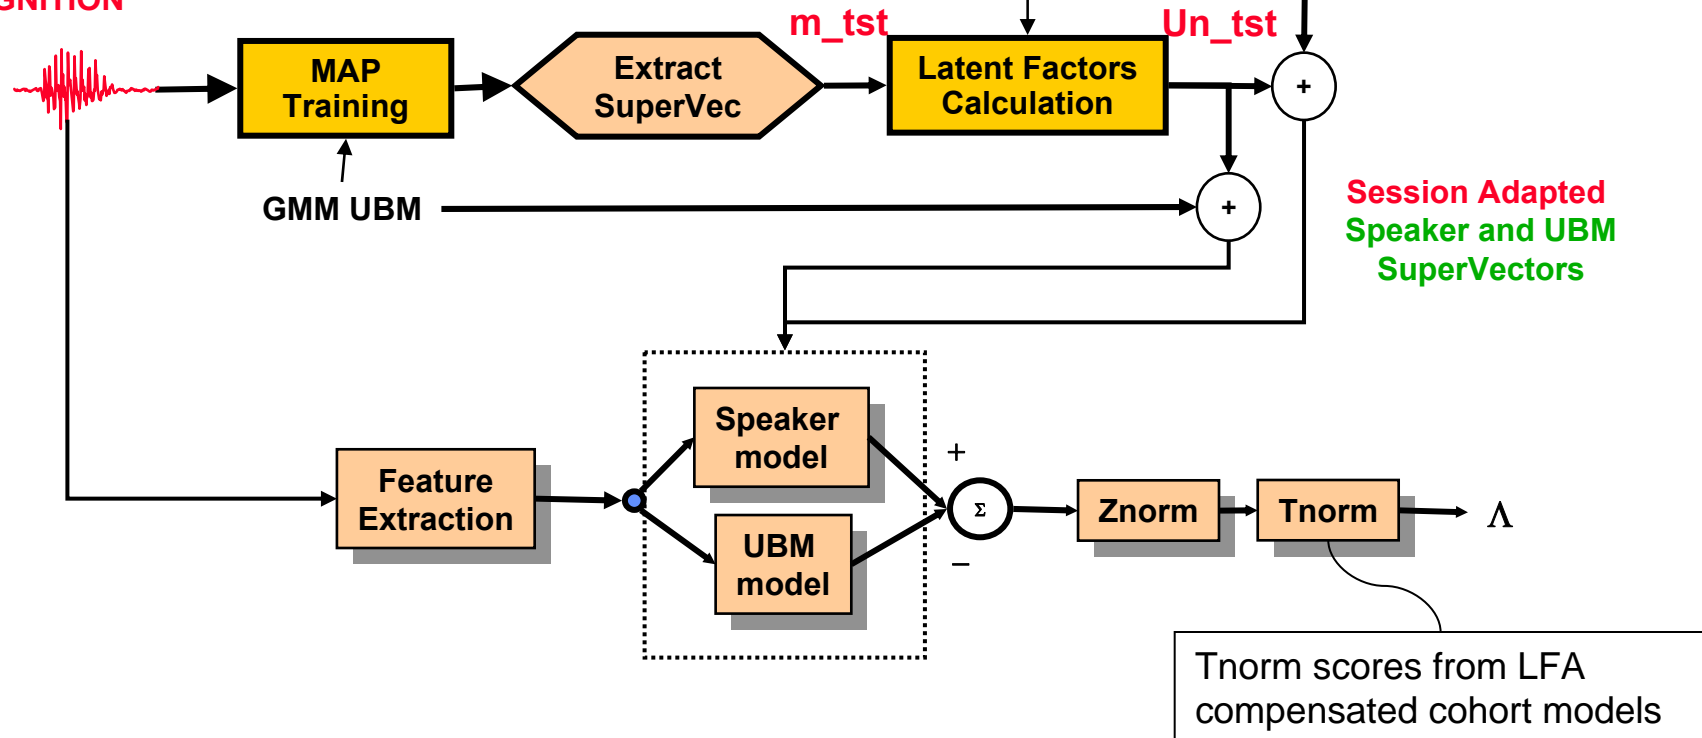 m_tst
Un_tst
MAP
Training
Extract
SuperVec
Latent Factors
Calculation
+
GMM UBM
+
Session Adapted
Speaker and UBM
SuperVectors
Speaker
model
+
Feature
Extraction
Σ
Znorm
Tnorm
Λ
UBM
model
−
Tnorm scores from LFA
compensated cohort models